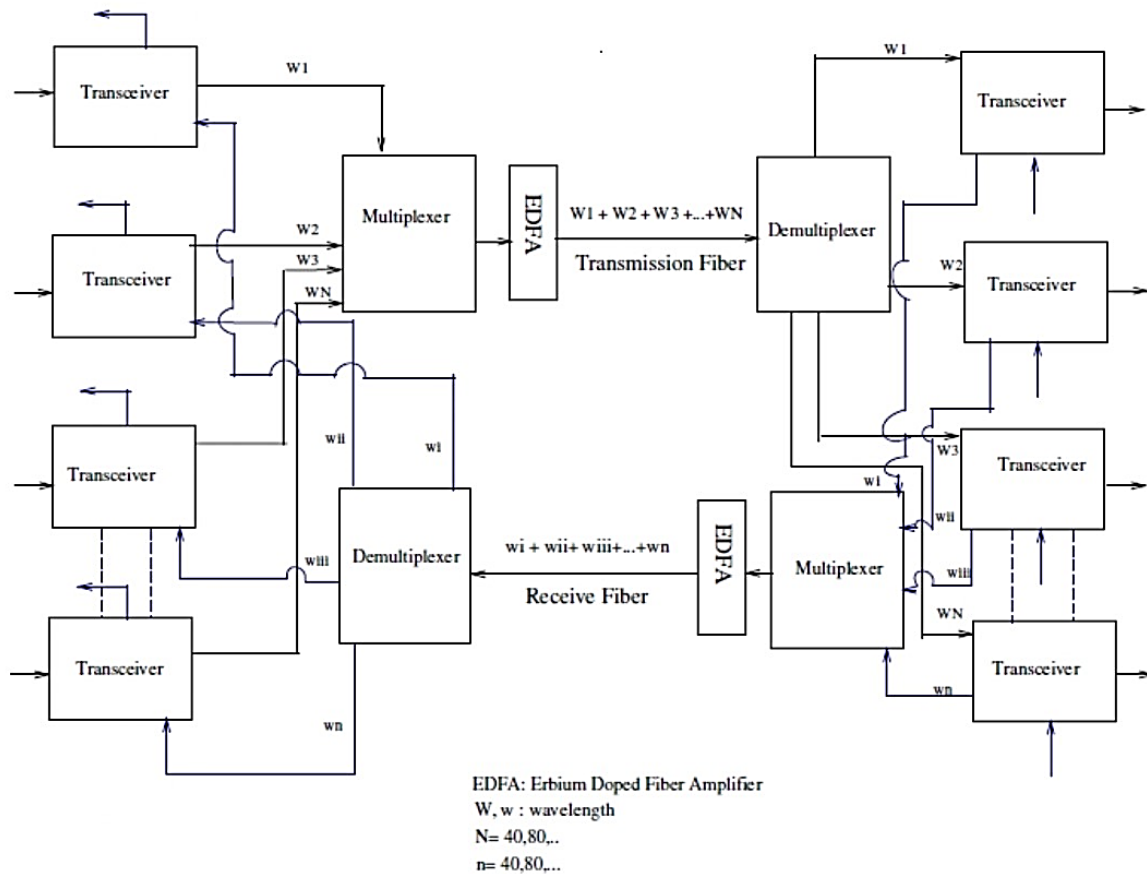 W1
Transceiver
Multiplexer
EDFA
W1 + W2 + W3 +...+WN
Transmission Fiber
Demultiplexer
W1
Transceiver
W2
W3
WN
Transceiver
W2
Transceiver
Transceiver
wii
wi
W3
Transceiver
wi
wii
wiii
Demultiplexer
wi + wii+ wiii+...+wn
Receive Fiber
EDFA
Multiplexer
wiii
WN
Transceiver
wn
wn
Transceiver
EDFA: Erbium Doped Fiber Amplifier
W, w : wavelength
N= 40,80,..
n= 40,80,...